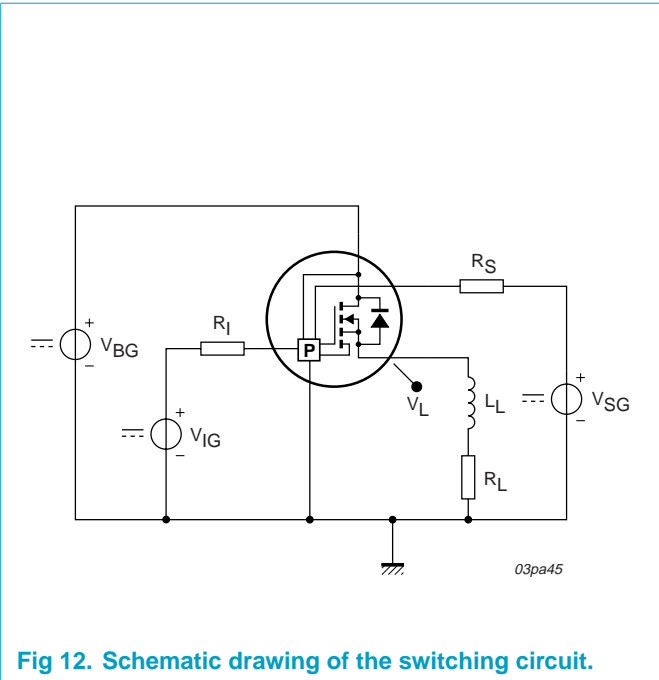 R_S
R_I
P
+
V_BG
−
+
V_IG
−
V_L
L_L
+
V_SG
−
R_L
03pa45
Fig 12. Schematic drawing of the switching circuit.